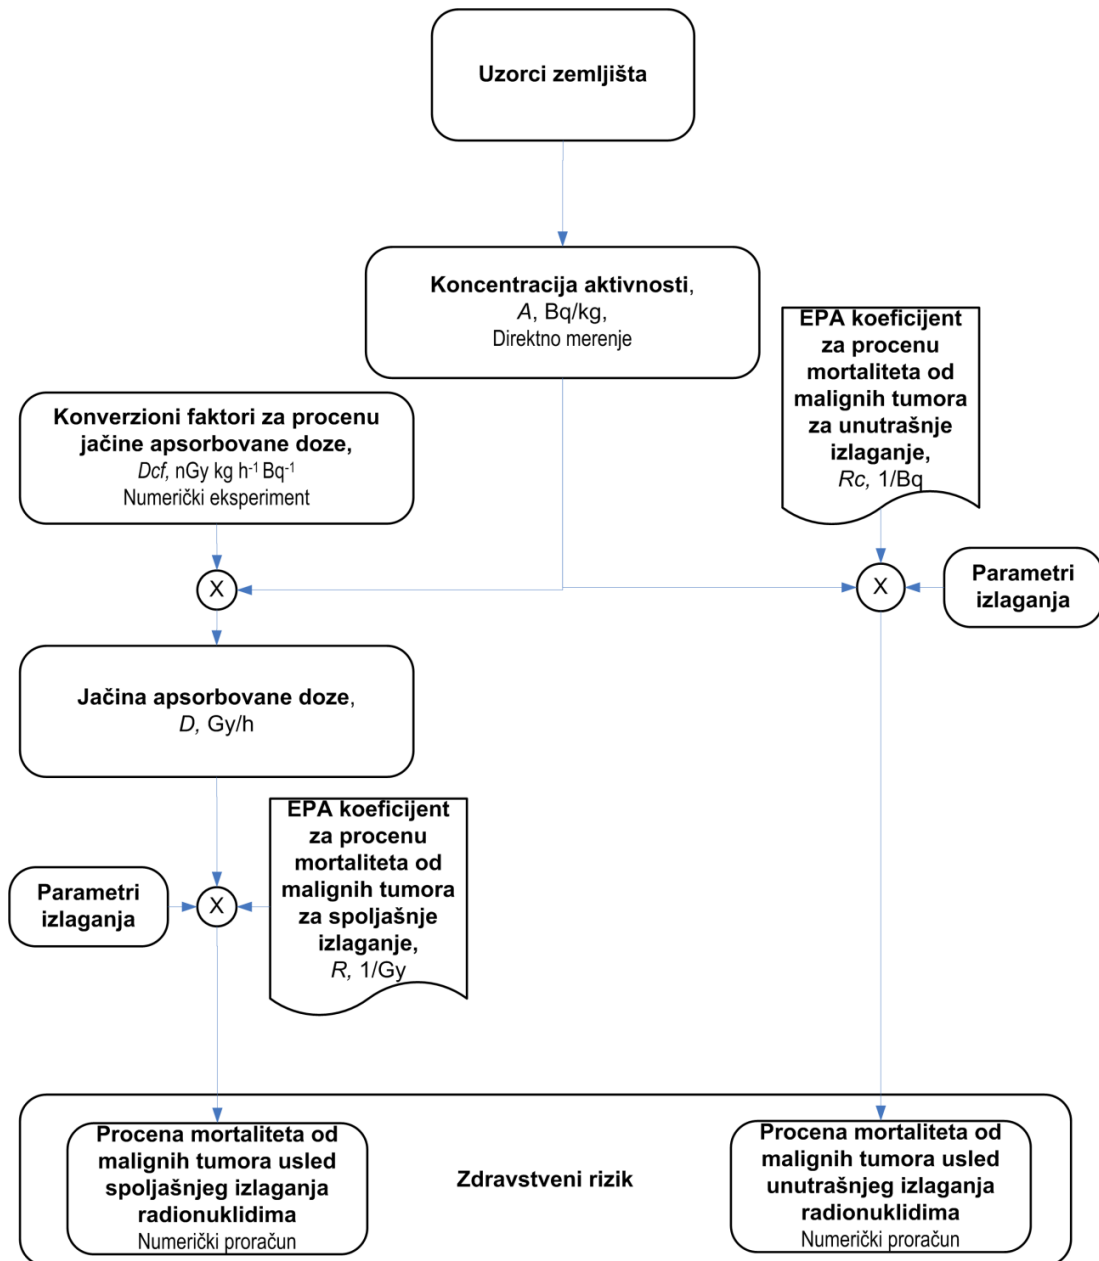 Uzorci zemljišta
Koncentracija aktivnosti,
A, Bq/kg,
Direktno merenje
EPA koeficijent
za procenu
mortaliteta od
malignih tumora
za unutrašnje
izlaganje,
Rc, 1/Bq
Konverzioni faktori za procenu
jačine apsorbovane doze,
Dcf, nGy kg h⁻¹ Bq⁻¹
Numerički eksperiment
X
X
Parametri
izlaganja
Jačina apsorbovane doze,
D, Gy/h
EPA koeficijent
za procenu
mortaliteta od
malignih tumora
za spoljašnje
izlaganje,
R, 1/Gy
Parametri
izlaganja
X
Procena mortaliteta od
malignih tumora usled
spoljašnjeg izlaganja
radionuklidima
Numerički proračun
Zdravstveni rizik
Procena mortaliteta od
malignih tumora usled
unutrašnjeg izlaganja
radionuklidima
Numerički proračun